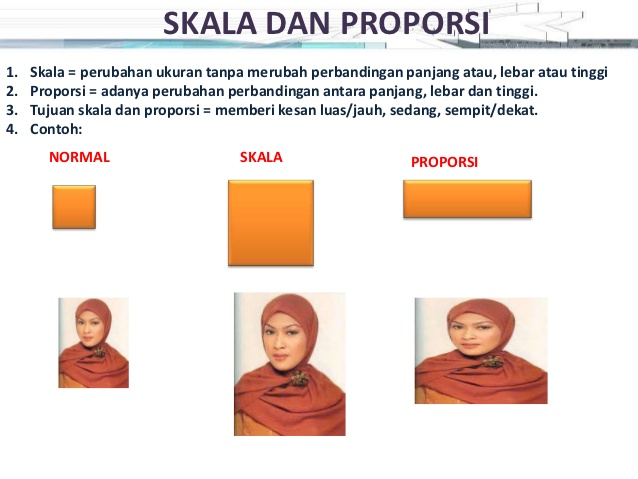 SKALA DAN PROPORSI
1. Skala = perubahan ukuran tanpa merubah perbandingan panjang atau, lebar atau tinggi
2. Proporsi = adanya perubahan perbandingan antara panjang, lebar dan tinggi.
3. Tujuan skala dan proporsi = memberi kesan luas/jauh, sedang, sempit/dekat.
4. Contoh:
NORMAL SKALA PROPORSI